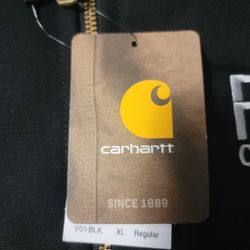 carhartt
SINCE 1889
V01-BLK XL Regular